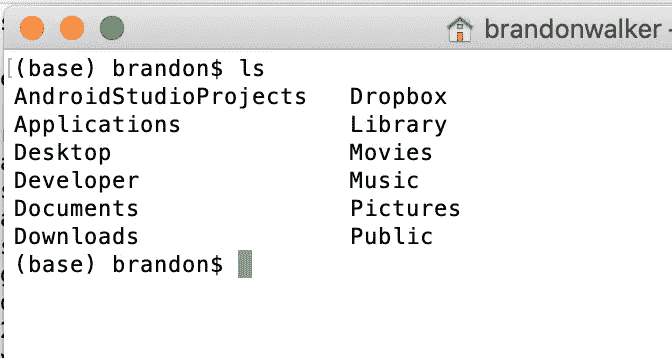 brandonwalker -
(base) brandon$ ls
AndroidStudioProjects Dropbox
Applications Library
Desktop Movies
Developer Music
Documents Pictures
Downloads Public
(base) brandon$